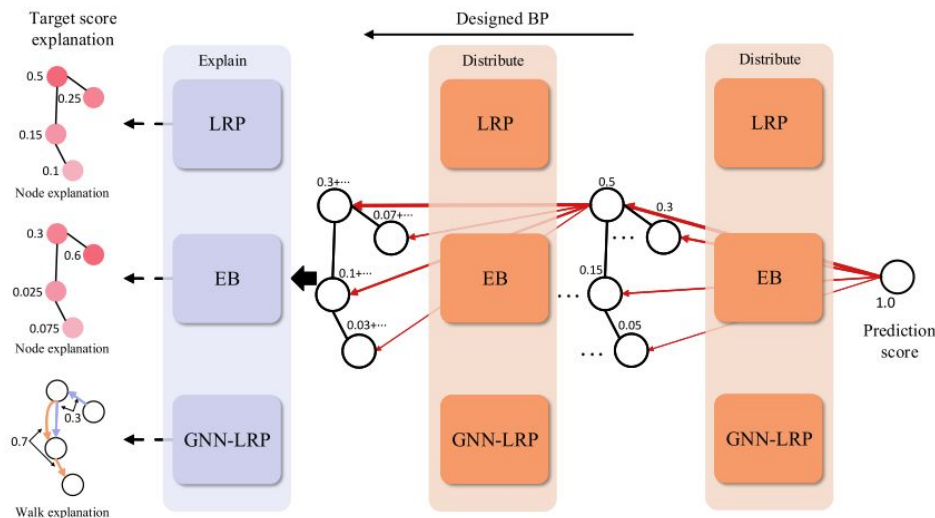 Target score
explanation
0.5
0.25
0.15
0.1
Node explanation
0.3
0.6
0.025
0.075
Node explanation
0.3
0.7
Walk explanation
Designed BP
Explain
LRP
EB
GNN-LRP
0.3+···
0.07+···
0.1+···
0.03+···
Distribute
LRP
EB
GNN-LRP
0.5
0.3
0.15
0.05
Distribute
LRP
EB
GNN-LRP
1.0
Prediction
score